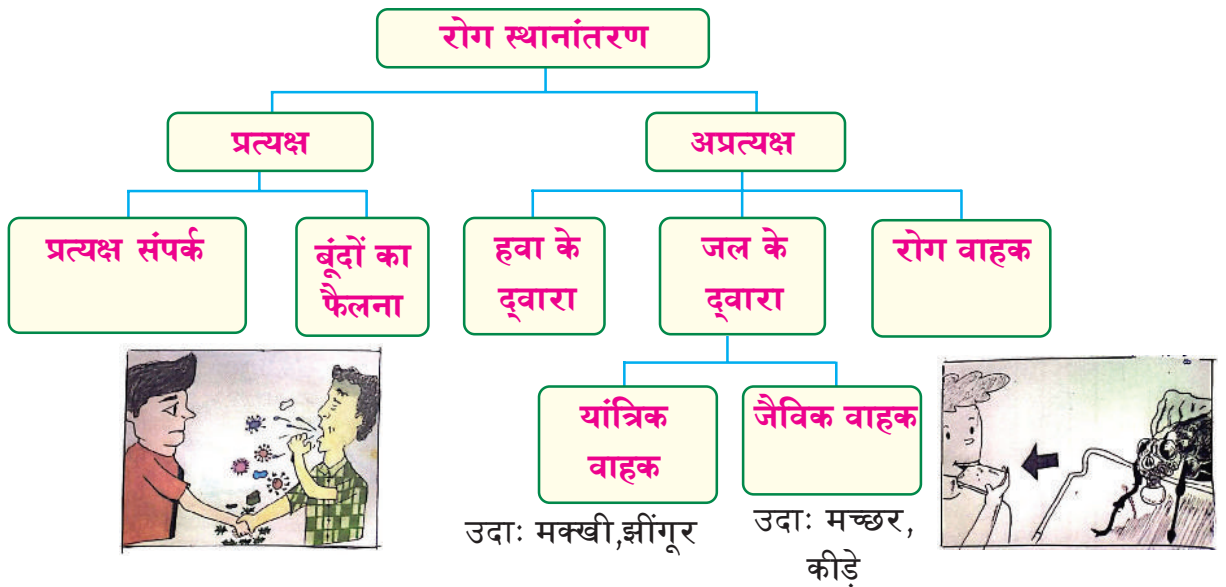 रोग स्थानांतरण
प्रत्यक्ष
अप्रत्यक्ष
प्रत्यक्ष संपर्क
बूंदों का
फैलना
हवा के
द्‌वारा
जल के
द्‌वारा
रोग वाहक
यांत्रिक
वाहक
जैविक वाहक
उदाः मक्खी,झींगूर
उदाः मच्छर,
कीड़े